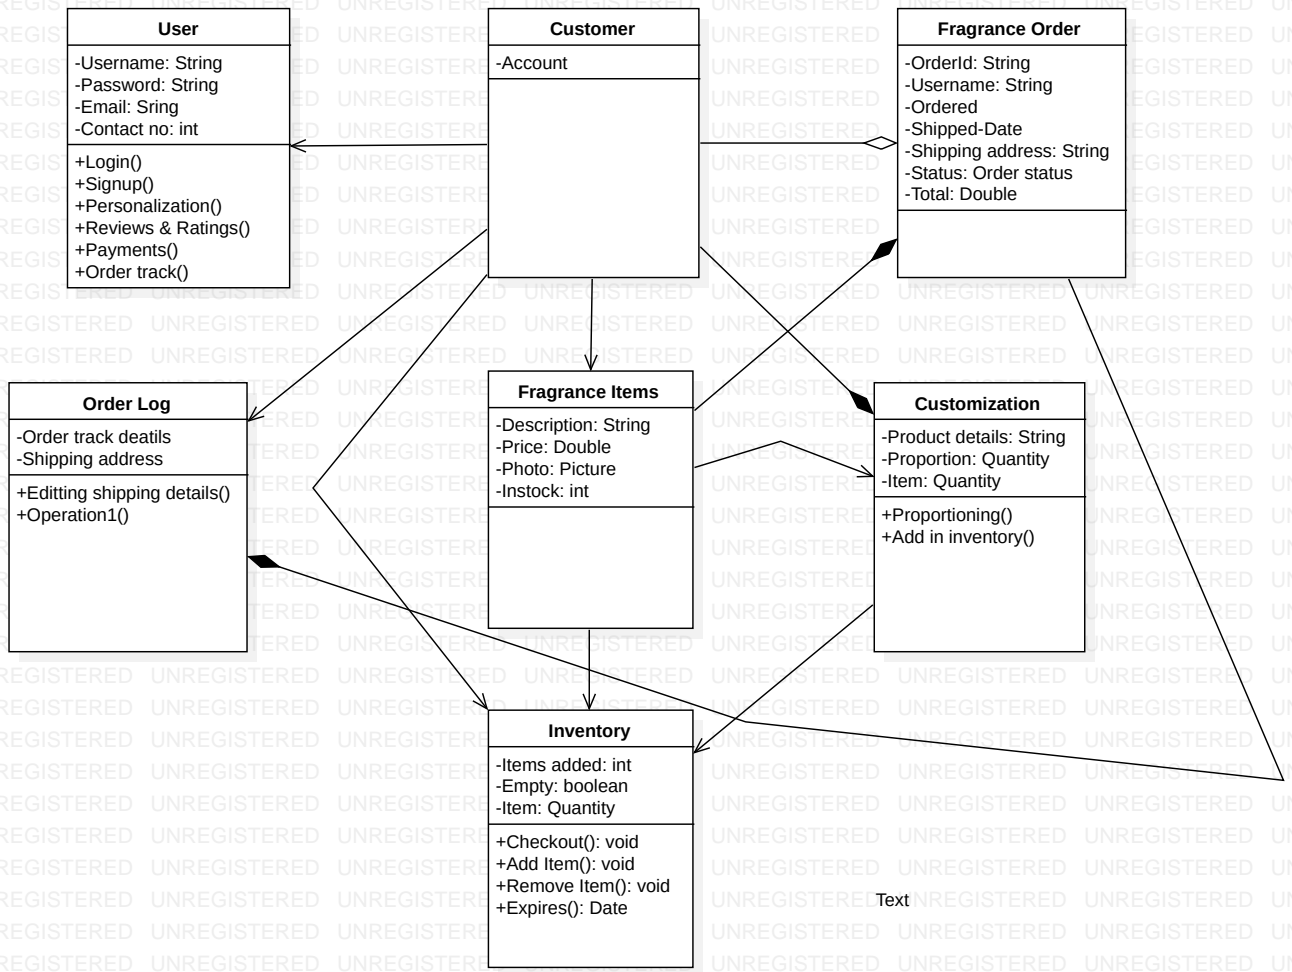 User
-Username: String
-Password: String
-Email: Sring
-Contact no: int
+Login()
+Signup()
+Personalization()
+Reviews & Ratings()
+Payments()
+Order track()
Customer
-Account
Fragrance Order
-OrderId: String
-Username: String
-Ordered
-Shipped-Date
-Shipping address: String
-Status: Order status
-Total: Double
Order Log
-Order track deatils
-Shipping address
+Editting shipping details()
+Operation1()
Fragrance Items
-Description: String
-Price: Double
-Photo: Picture
-Instock: int
Customization
-Product details: String
-Proportion: Quantity
-Item: Quantity
+Proportioning()
+Add in inventory()
Inventory
-Items added: int
-Empty: boolean
-Item: Quantity
+Checkout(): void
+Add Item(): void
+Remove Item(): void
+Expires(): Date
Text
UNREGISTERED